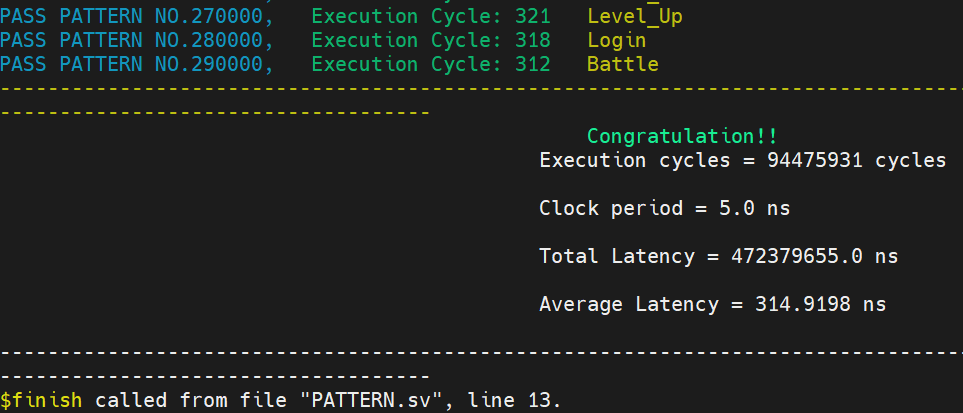 PASS PATTERN NO.270000, Execution Cycle: 321 Level_Up
PASS PATTERN NO.280000, Execution Cycle: 318 Login
PASS PATTERN NO.290000, Execution Cycle: 312 Battle
--------------------------------------------------------------------------------
------------------------------------
Congratulation!!
Execution cycles = 94475931 cycles
Clock period = 5.0 ns
Total Latency = 472379655.0 ns
Average Latency = 314.9198 ns
--------------------------------------------------------------------------------
------------------------------------
$finish called from file "PATTERN.sv", line 13.